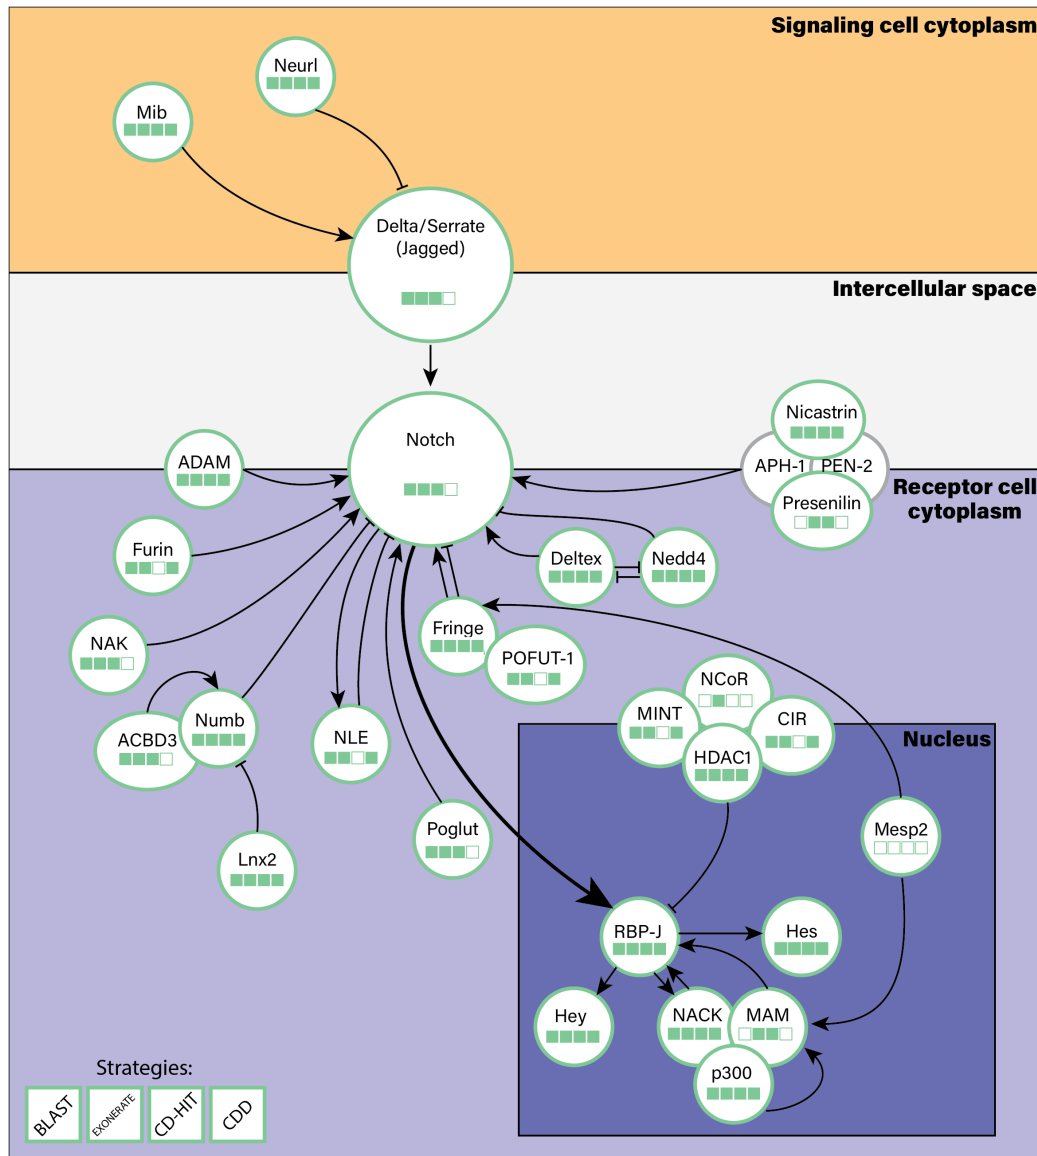 Signaling cell cytoplasm
Neurl
Mib
Delta/Serrate
(Jagged)
Intercellular space
Notch
Nicastrin
APH-1
PEN-2
Presenilin
ADAM
Receptor cell
cytoplasm
Furin
Deltex
Nedd4
Fringe
POFUT-1
NAK
NCoR
MINT
CIR
HDAC1
Nucleus
ACBD3
Numb
NLE
Poglut
Mesp2
Lnx2
RBP-J
Hes
Hey
NACK
MAM
p300
Strategies:
BLAST
EXONERATE
CD-HIT
CDD